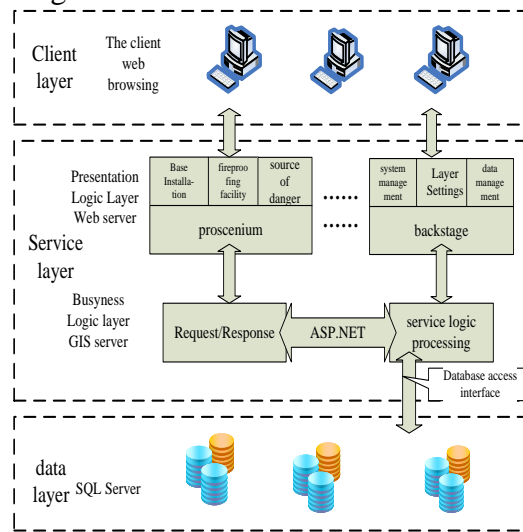 Client
layer
The client
web
browsing
Presentation
Logic Layer
Web server
Base
Installa-
tion
fireproo
fing
facility
source
of
danger
......
system
manage
ment
Layer
Settings
data
manage
ment
proscenium
......
backstage
Service
layer
Busyness
Logic layer
GIS server
Request/Response
ASP.NET
service logic
processing
Database access
interface
data
layer
SQL Server